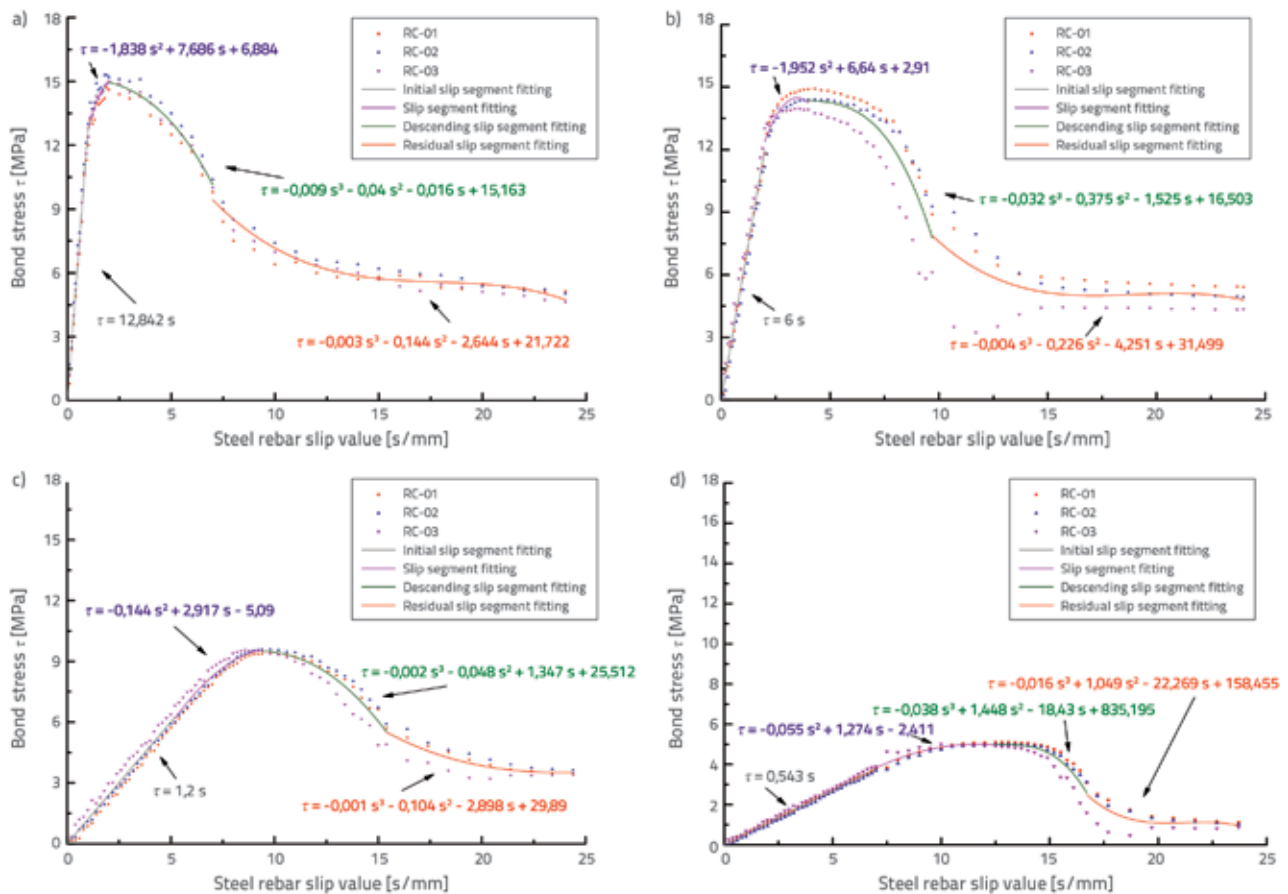 a)
18
15
12
9
6
3
0
Bond stress τ [MPa]
τ = -1,838 s² + 7,686 s + 6,884
RC-01
RC-02
RC-03
Initial slip segment fitting
Slip segment fitting
Descending slip segment fitting
Residual slip segment fitting
τ = -0,009 s³ - 0,04 s² - 0,016 s + 15,163
τ = 12,842 s
τ = -0,003 s³ - 0,144 s² - 2,644 s + 21,722
0 5 10 15 20 25
Steel rebar slip value [s/mm]
b)
18
15
12
9
6
3
0
Bond stress τ [MPa]
τ = -1,952 s² + 6,64 s + 2,91
RC-01
RC-02
RC-03
Initial slip segment fitting
Slip segment fitting
Descending slip segment fitting
Residual slip segment fitting
τ = -0,032 s³ - 0,375 s² - 1,525 s + 16,503
τ = 6 s
τ = -0,004 s³ - 0,226 s² - 4,251 s + 31,499
0 5 10 15 20 25
Steel rebar slip value [s/mm]
c)
18
15
12
9
6
3
0
Bond stress τ [MPa]
RC-01
RC-02
RC-03
Initial slip segment fitting
Slip segment fitting
Descending slip segment fitting
Residual slip segment fitting
τ = -0,144 s² + 2,917 s - 5,09
τ = -0,002 s³ - 0,048 s² + 1,347 s + 25,512
τ = 1,2 s
τ = -0,001 s³ - 0,104 s² - 2,898 s + 29,89
0 5 10 15 20 25
Steel rebar slip value [s/mm]
d)
18
16
14
12
10
8
6
4
2
0
Bond stress τ [MPa]
RC-01
RC-02
RC-03
Initial slip segment fitting
Slip segment fitting
Descending slip segment fitting
Residual slip segment fitting
τ = -0,016 s³ + 1,049 s² - 22,269 s + 158,455
τ = -0,038 s³ + 1,448 s² - 18,43 s + 835,195
τ = -0,055 s² + 1,274 s - 2,411
τ = 0,543 s
0 5 10 15 20 25
Steel rebar slip value [s/mm]